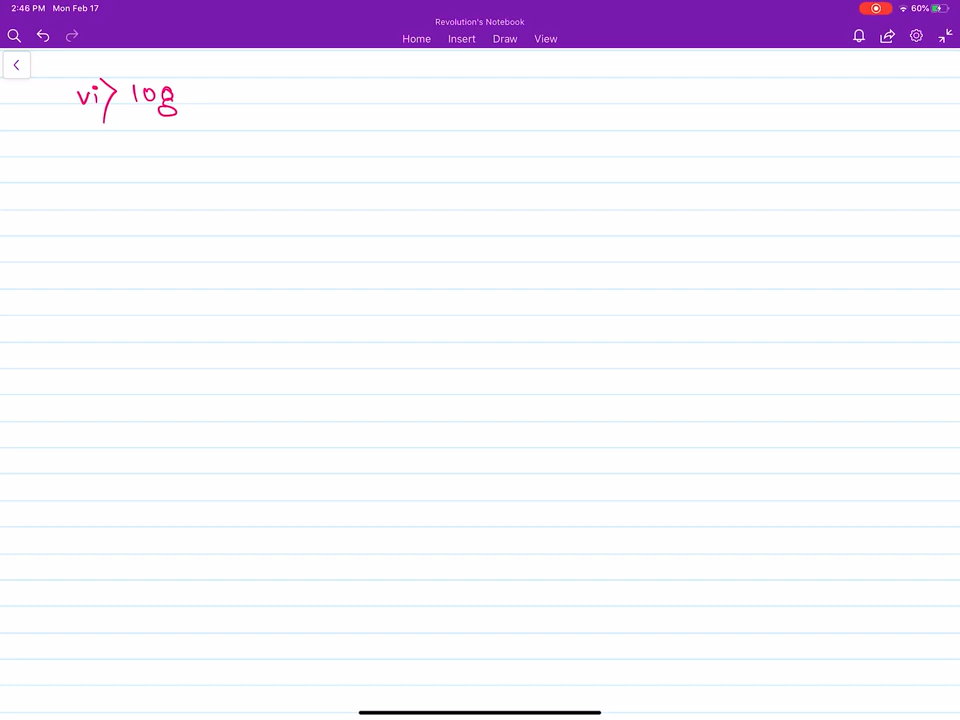 2:46 PM Mon Feb 17 60%
Revolution's Notebook
Home Insert Draw View
vi> log